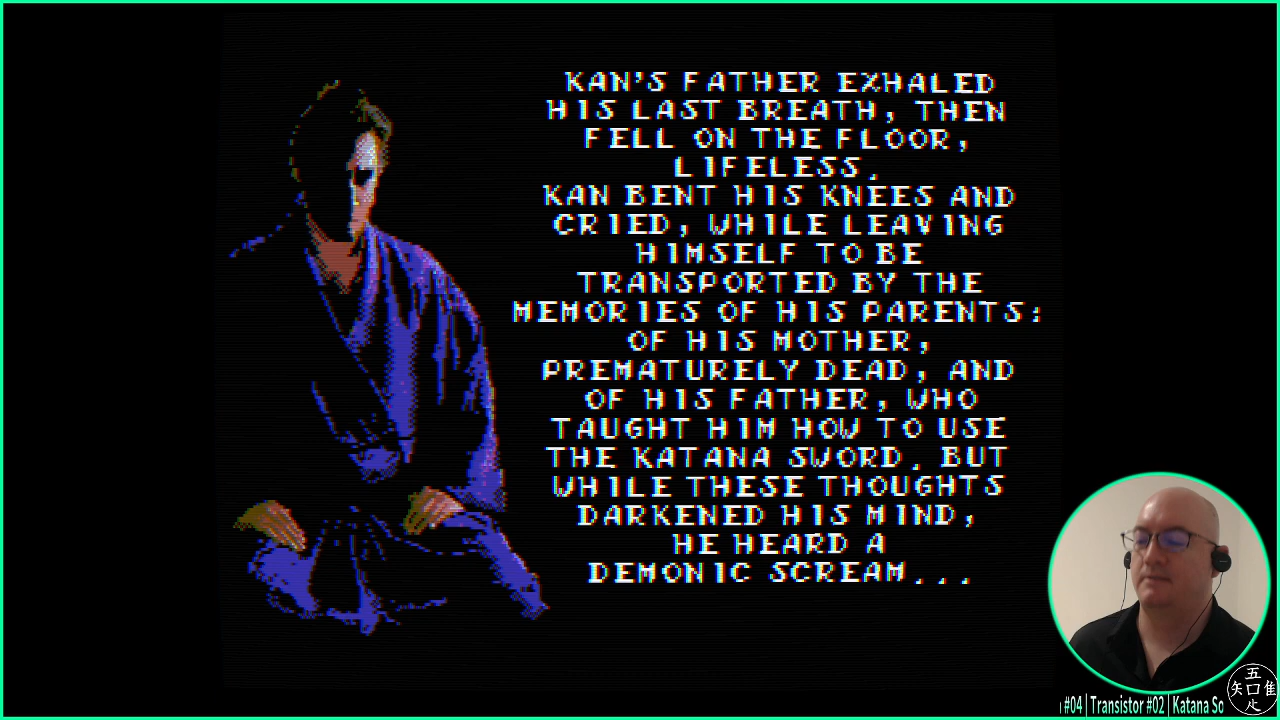 KAN'S FATHER EXHALED
HIS LAST BREATH, THEN
FELL ON THE FLOOR,
LIFELESS.
KAN BENT HIS KNEES AND
CRIED, WHILE LEAVING
HIMSELF TO BE
TRANSPORTED BY THE
MEMORIES OF HIS PARENTS:
OF HIS MOTHER,
PREMATURELY DEAD, AND
OF HIS FATHER, WHO
TAUGHT HIM HOW TO USE
THE KATANA SWORD. BUT
WHILE THESE THOUGHTS
DARKENED HIS MIND,
HE HEARD A
DEMONIC SCREAM...
#04 | Transistor #02 | Katana So
五
矢口隹
止